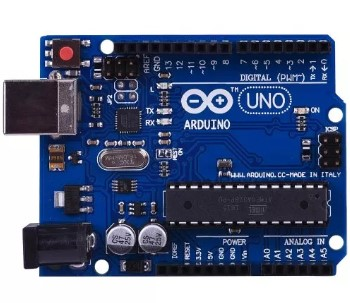 AREF
GND
13
12
~11
~10
~9
8
7
~6
~5
4
~3
2
TX→1
RX←0
DIGITAL (PWM~)
L
TX
RX
ARDUINO
TM
UNO
ON
ICSP
WWW.ARDUINO.CC-MADE IN ITALY
POWER
ANALOG IN
IOREF
RESET
3.3V
5V
GND
GND
Vin
A0
A1
A2
A3
A4
A5